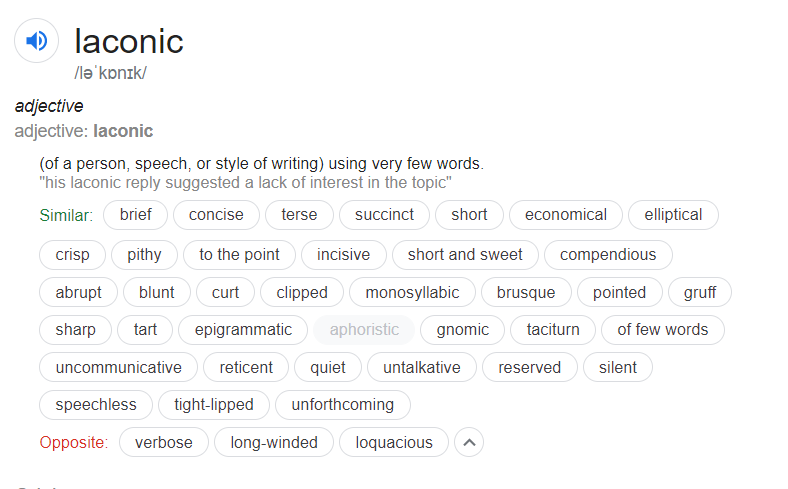 laconic
/ləˈkɒnɪk/
adjective
adjective: laconic
(of a person, speech, or style of writing) using very few words.
"his laconic reply suggested a lack of interest in the topic"
Similar: brief concise terse succinct short economical elliptical
crisp pithy to the point incisive short and sweet compendious
abrupt blunt curt clipped monosyllabic brusque pointed gruff
sharp tart epigrammatic aphoristic gnomic taciturn of few words
uncommunicative reticent quiet untalkative reserved silent
speechless tight-lipped unforthcoming
Opposite: verbose long-winded loquacious